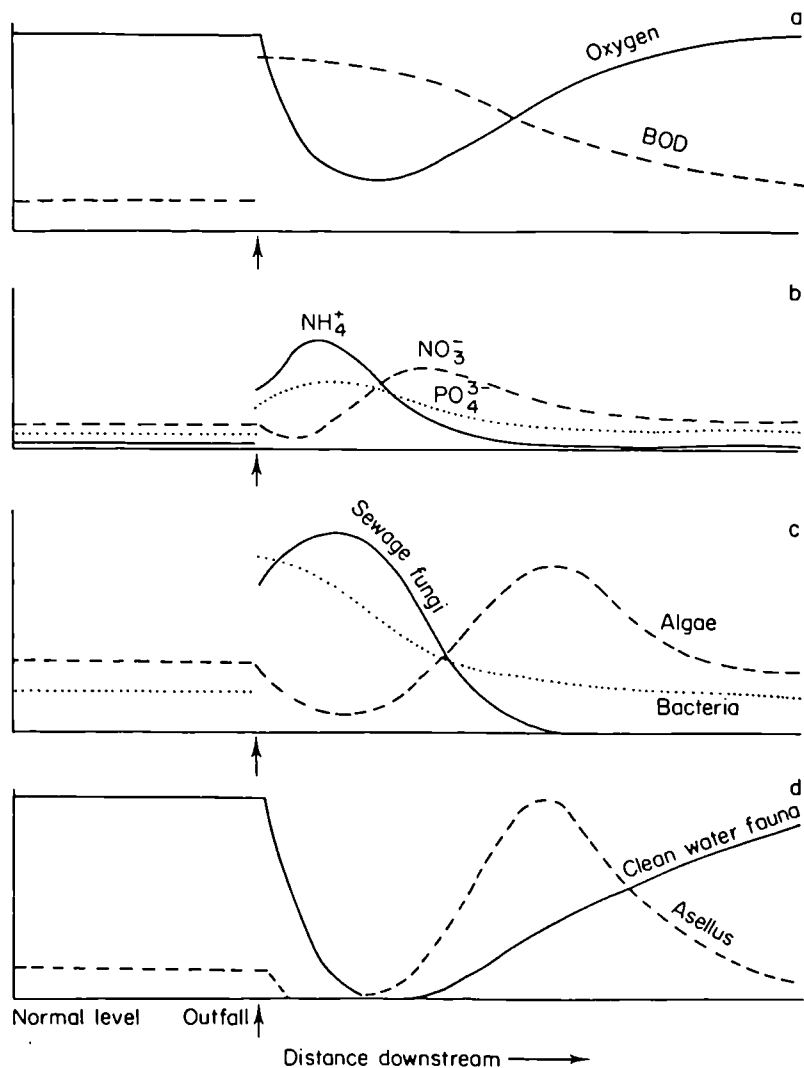 a
Oxygen
BOD
b
NH₄⁺
NO₃⁻
PO₄³⁻
c
Sewage fungi
Algae
Bacteria
d
Clean water fauna
Asellus
Normal level Outfall
Distance downstream